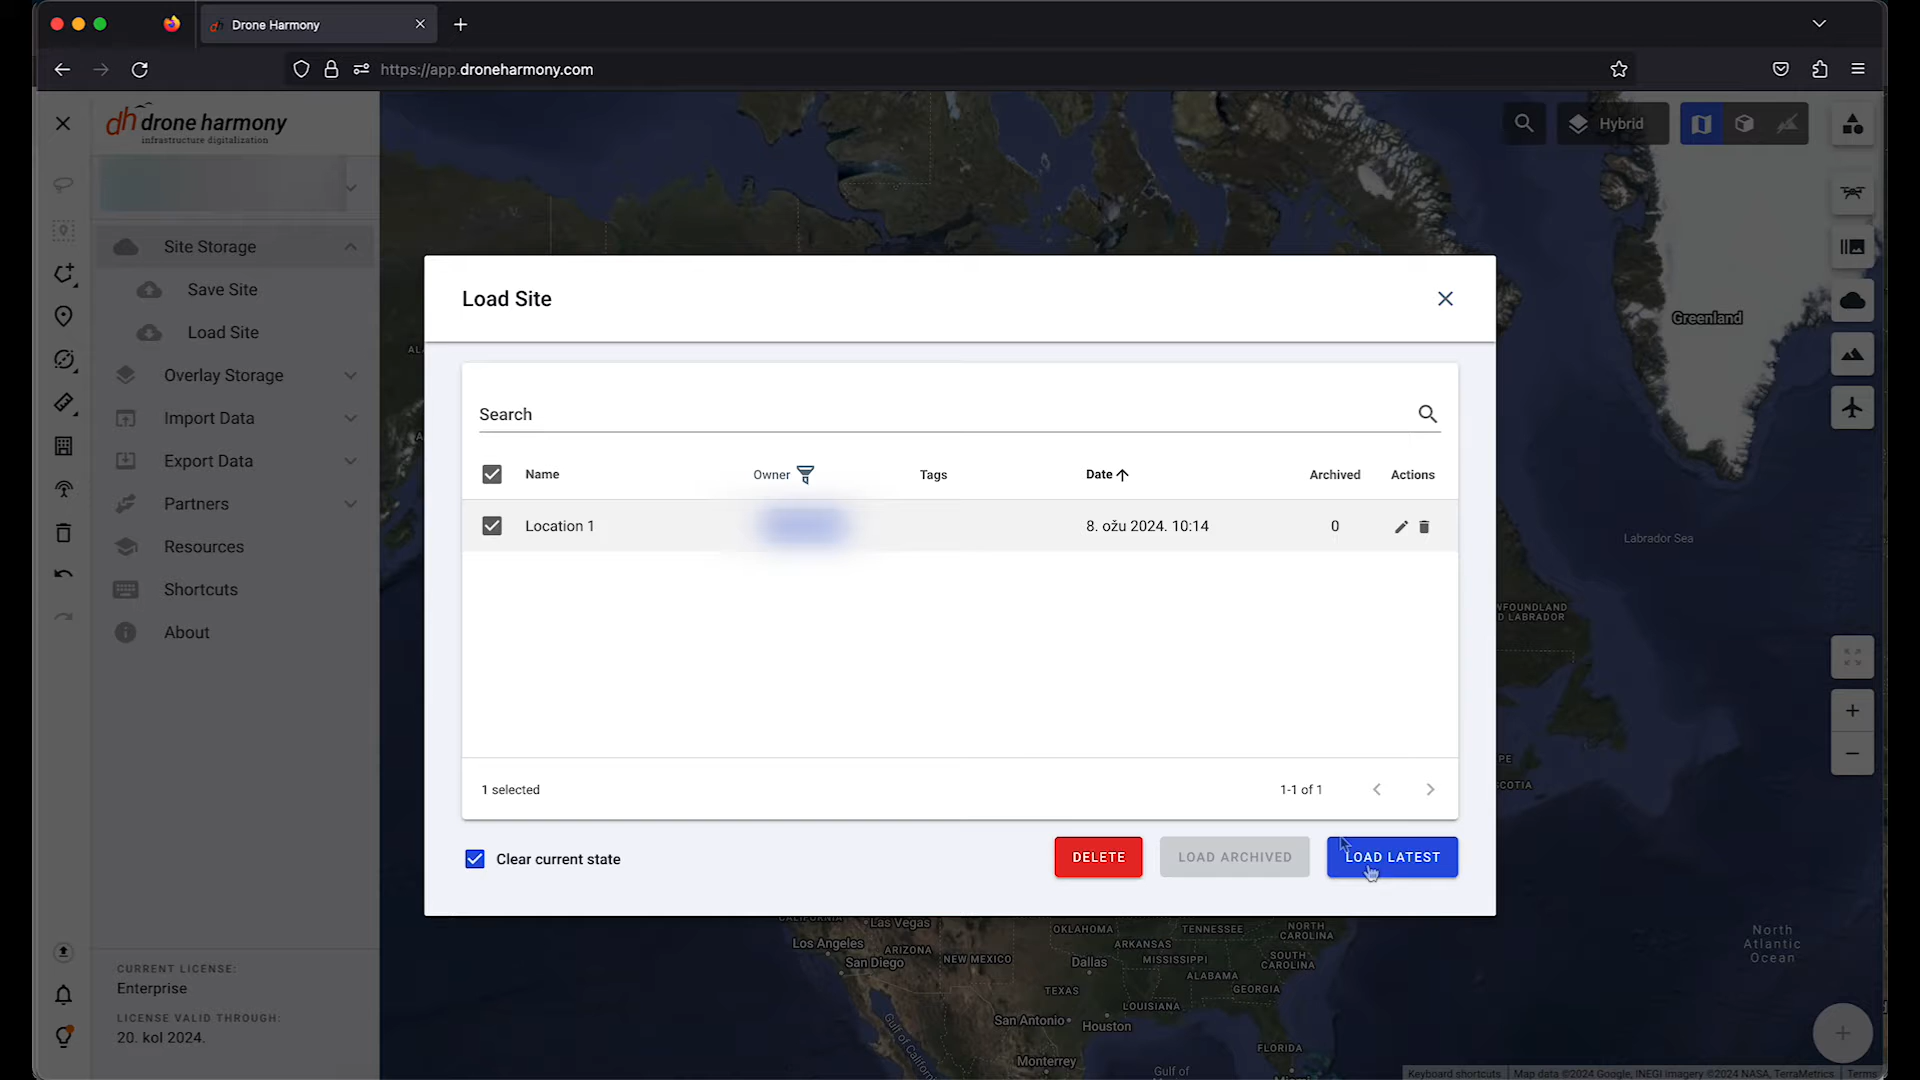 Drone Harmony
https://app.droneharmony.com
dh drone harmony
infrastructure digitalization
Hybrid
Site Storage
Save Site
Load Site
Overlay Storage
Import Data
Export Data
Partners
Resources
Shortcuts
About
CURRENT LICENSE:
Enterprise
LICENSE VALID THROUGH:
20. kol 2024.
Load Site
Search
Name Owner Tags Date Archived Actions
Location 1 8. ožu 2024. 10:14 0
1 selected
1-1 of 1
Clear current state
DELETE
LOAD ARCHIVED
LOAD LATEST
Greenland
Labrador Sea
Las Vegas
Los Angeles
San Diego
ARIZONA
NEW MEXICO
OKLAHOMA
TENNESSEE
NORTH
CAROLINA
ARKANSAS
MISSISSIPPI
SOUTH
CAROLINA
Dallas
ALABAMA
GEORGIA
TEXAS
LOUISIANA
San Antonio
Houston
FLORIDA
Monterrey
Gulf of
Gulf of California
North
Atlantic
Ocean
Keyboard shortcuts
Map data ©2024 Google, INEGI Imagery ©2024 NASA, TerraMetrics
Terms